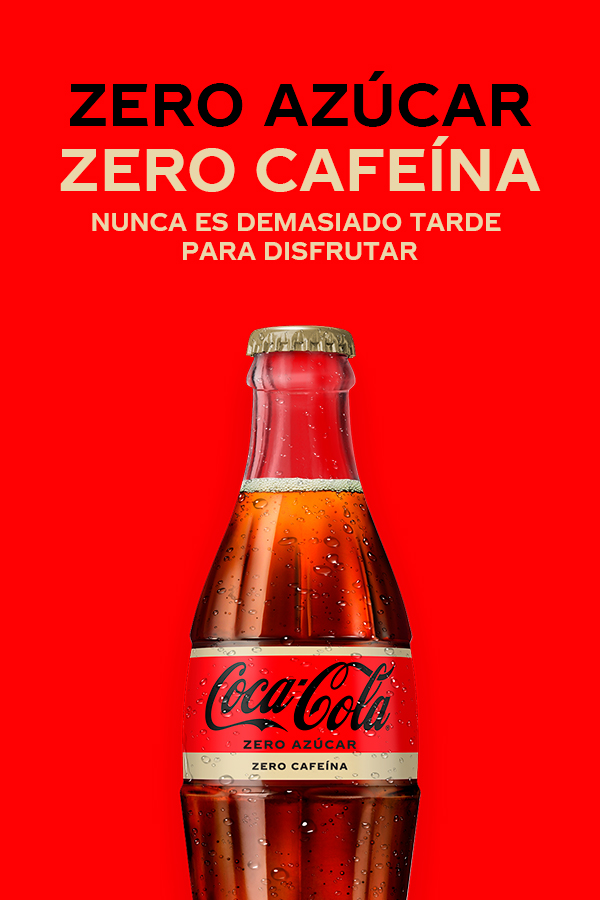 ZERO AZÚCAR
ZERO CAFEÍNA
NUNCA ES DEMASIADO TARDE
PARA DISFRUTAR
Coca-Cola
ZERO AZÚCAR
ZERO CAFEÍNA